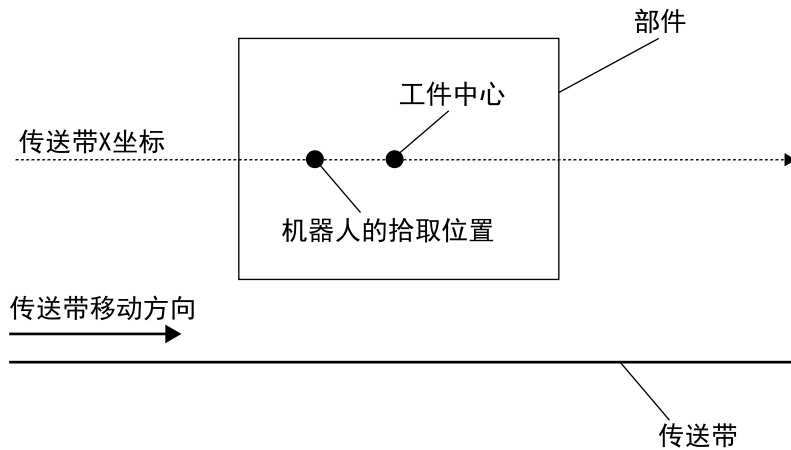 部件
工件中心
传送带X坐标
机器人的拾取位置
传送带移动方向
传送带